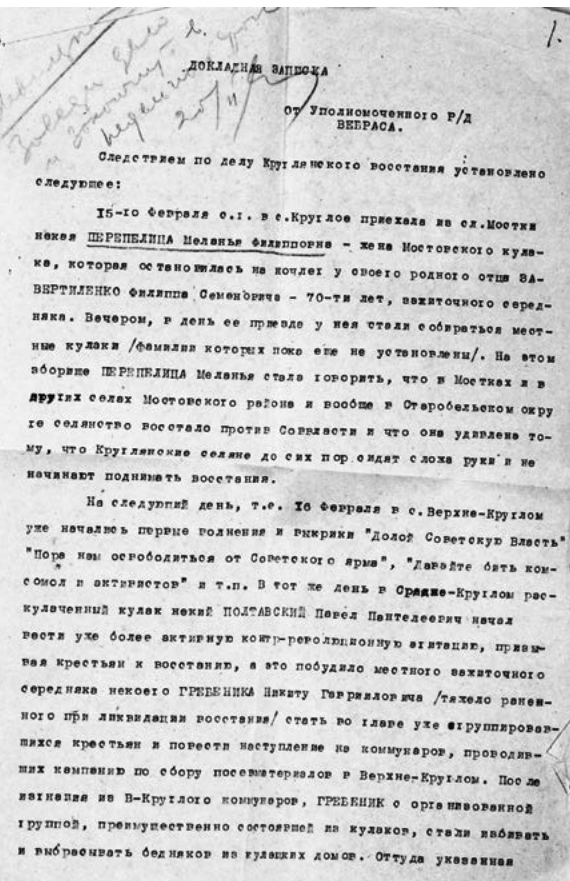 1.
ДОКЛАДНАЯ ЗАПИСКА
От Уполномоченного Р/Д
ВЕБРАСА.
Следствием по делу Круглянского восстания установлено
следующее:
15-го Февраля с.г. в с.Круглое приехала из сл.Мостки
некая ПЕРЕПЕЛИЦА Меланья Филипповна - жена Мостовского кула-
ка, которая остановилась на ночлег у своего родного отца ЗА-
ВЕРТИЛЕНКО Филиппа Семеновича - 70-ти лет, зажиточного серед-
няка. Вечером, в день ее приезда у нея стали собираться мест-
ные кулаки /фамилии которых пока еще не установлены/. На этом
сборище ПЕРЕПЕЛИЦА Меланья стала говорить, что в Мостках и в
других селах Мостовского района и вообще в Старобельском окру
ге селянство восстало против Соввласти и что она удивлена то-
му, что Круглянские селяне до сих пор сидят сложа руки и не
начинают поднимать восстания.
На следующий день, т.е. 16 февраля в с.Верхне-Круглом
уже начались первые волнения и выкрики "Долой Советскую Власть"
"Пора нам освободиться от Советского ярма", "Давайте бить ком-
сомол и активистов" и т.п. В тот же день в Средне-Круглом рас-
кулаченный кулак некий ПОЛТАВСКИЙ Павел Пантелеевич начал
вести уже более активную контр-революционную агитацию, призы-
вая крестьян к восстанию, а это побудило местного зажиточного
середняка некоего ГРЕБЕНИКА Никиту Гаврииловича /тяжело ранен-
ного при ликвидации восстания/ стать во главе уже сгруппировав-
шихся крестьян и повести наступление на коммунаров, проводив-
ших кампанию по сбору посевматериалов в Верхне-Круглом. После
изгнания из В-Круглого коммунаров, ГРЕБЕНИК с организованной
группой, преимущественно состоявшей из кулаков, стали избивать
и выбрасывать бедняков из кулацких домов. Оттуда указанная